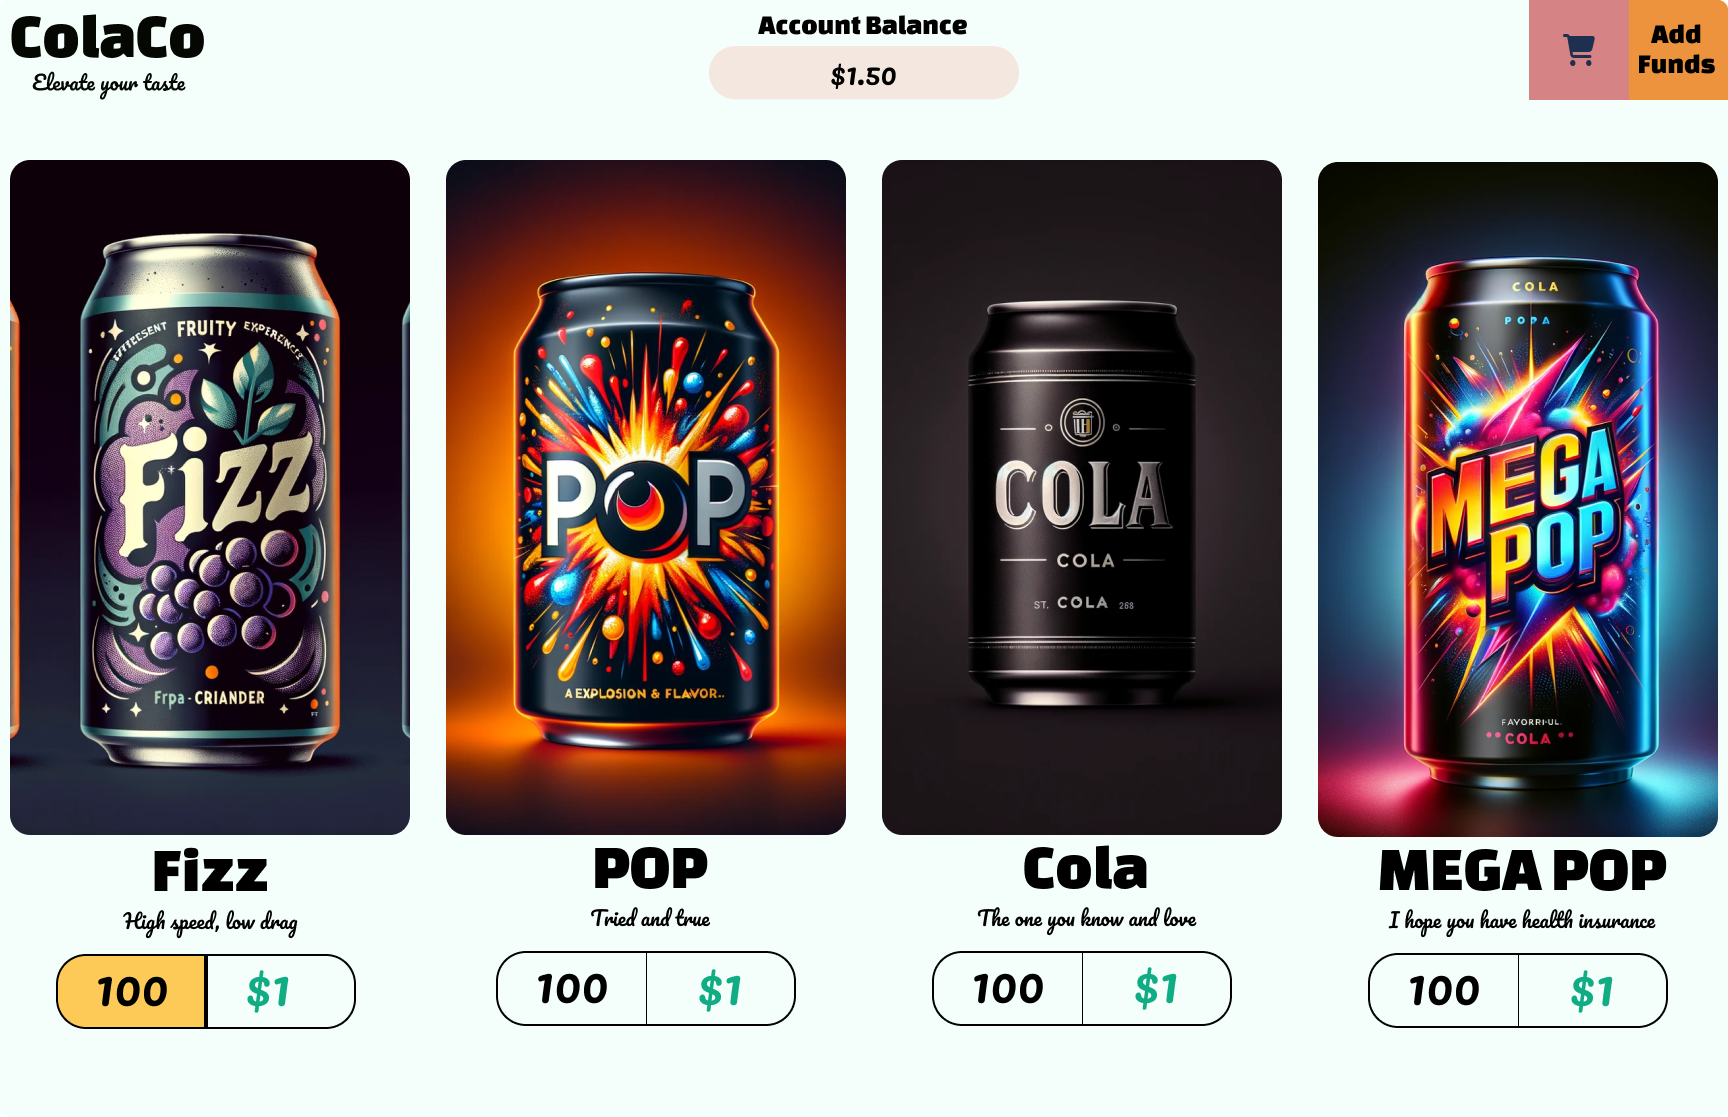 ColaCo
Elevate your taste
Account Balance
$1.50
Add
Funds
FRUITY EXPERIENCE
Fizz
Frpa - CRIANDER
POP
A EXPLOSION & FLAVOR..
COLA
COLA
ST. COLA 268
COLA
POPA
MEGA
POP
FAVORRI-UL.
COLA
Fizz
High speed, low drag
100 $1
POP
Tried and true
100 $1
Cola
The one you know and love
100 $1
MEGA POP
I hope you have health insurance
100 $1